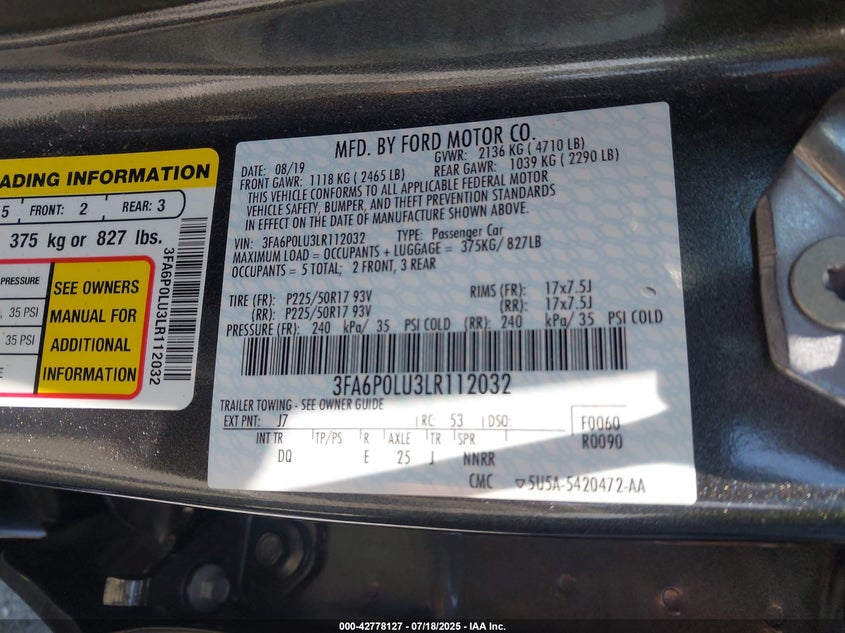 ADING INFORMATION
5 FRONT: 2 REAR: 3
375 kg or 827 lbs.
PRESSURE
35 PSI
35 PSI
SEE OWNERS
MANUAL FOR
ADDITIONAL
INFORMATION
3FA6P0LU3LR112032
MFD. BY FORD MOTOR CO.
DATE: 08/19 GVWR: 2136 KG ( 4710 LB)
FRONT GAWR: 1118 KG ( 2465 LB) REAR GAWR: 1039 KG ( 2290 LB)
THIS VEHICLE CONFORMS TO ALL APPLICABLE FEDERAL MOTOR
VEHICLE SAFETY, BUMPER, AND THEFT PREVENTION STANDARDS
IN EFFECT ON THE DATE OF MANUFACTURE SHOWN ABOVE.
VIN: 3FA6P0LU3LR112032 TYPE: Passenger Car
MAXIMUM LOAD = OCCUPANTS + LUGGAGE = 375KG/ 827LB
OCCUPANTS = 5 TOTAL; 2 FRONT, 3 REAR
TIRE (FR): P225/50R17 93V RIMS (FR): 17x7.5J
(RR): P225/50R17 93V (RR): 17x7.5J
PRESSURE (FR): 240 kPa/ 35 PSI COLD (RR): 240 kPa/ 35 PSI COLD
3FA6P0LU3LR112032
TRAILER TOWING - SEE OWNER GUIDE
EXT PNT: J7 RC: 53 DSO: F0060
INT TR TP/PS R AXLE TR SPR R0090
DQ E 25 J NNRR
CMC 5U5A-5420472-AA
000-42778127 - 07/18/2025 - IAA Inc.